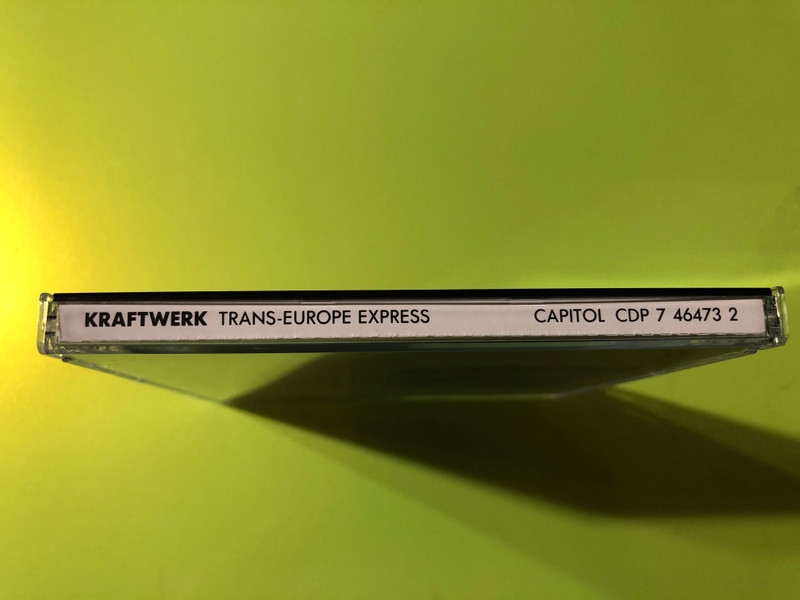 KRAFTWERK TRANS-EUROPE EXPRESS CAPITOL CDP 7 46473 2